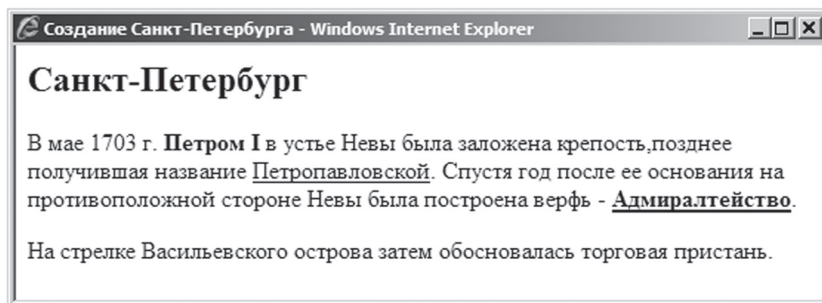 Создание Санкт-Петербурга - Windows Internet Explorer
Санкт-Петербург
В мае 1703 г. Петром I в устье Невы была заложена крепость,позднее
получившая название Петропавловской. Спустя год после ее основания на
противоположной стороне Невы была построена верфь - Адмиралтейство.
На стрелке Васильевского острова затем обосновалась торговая пристань.